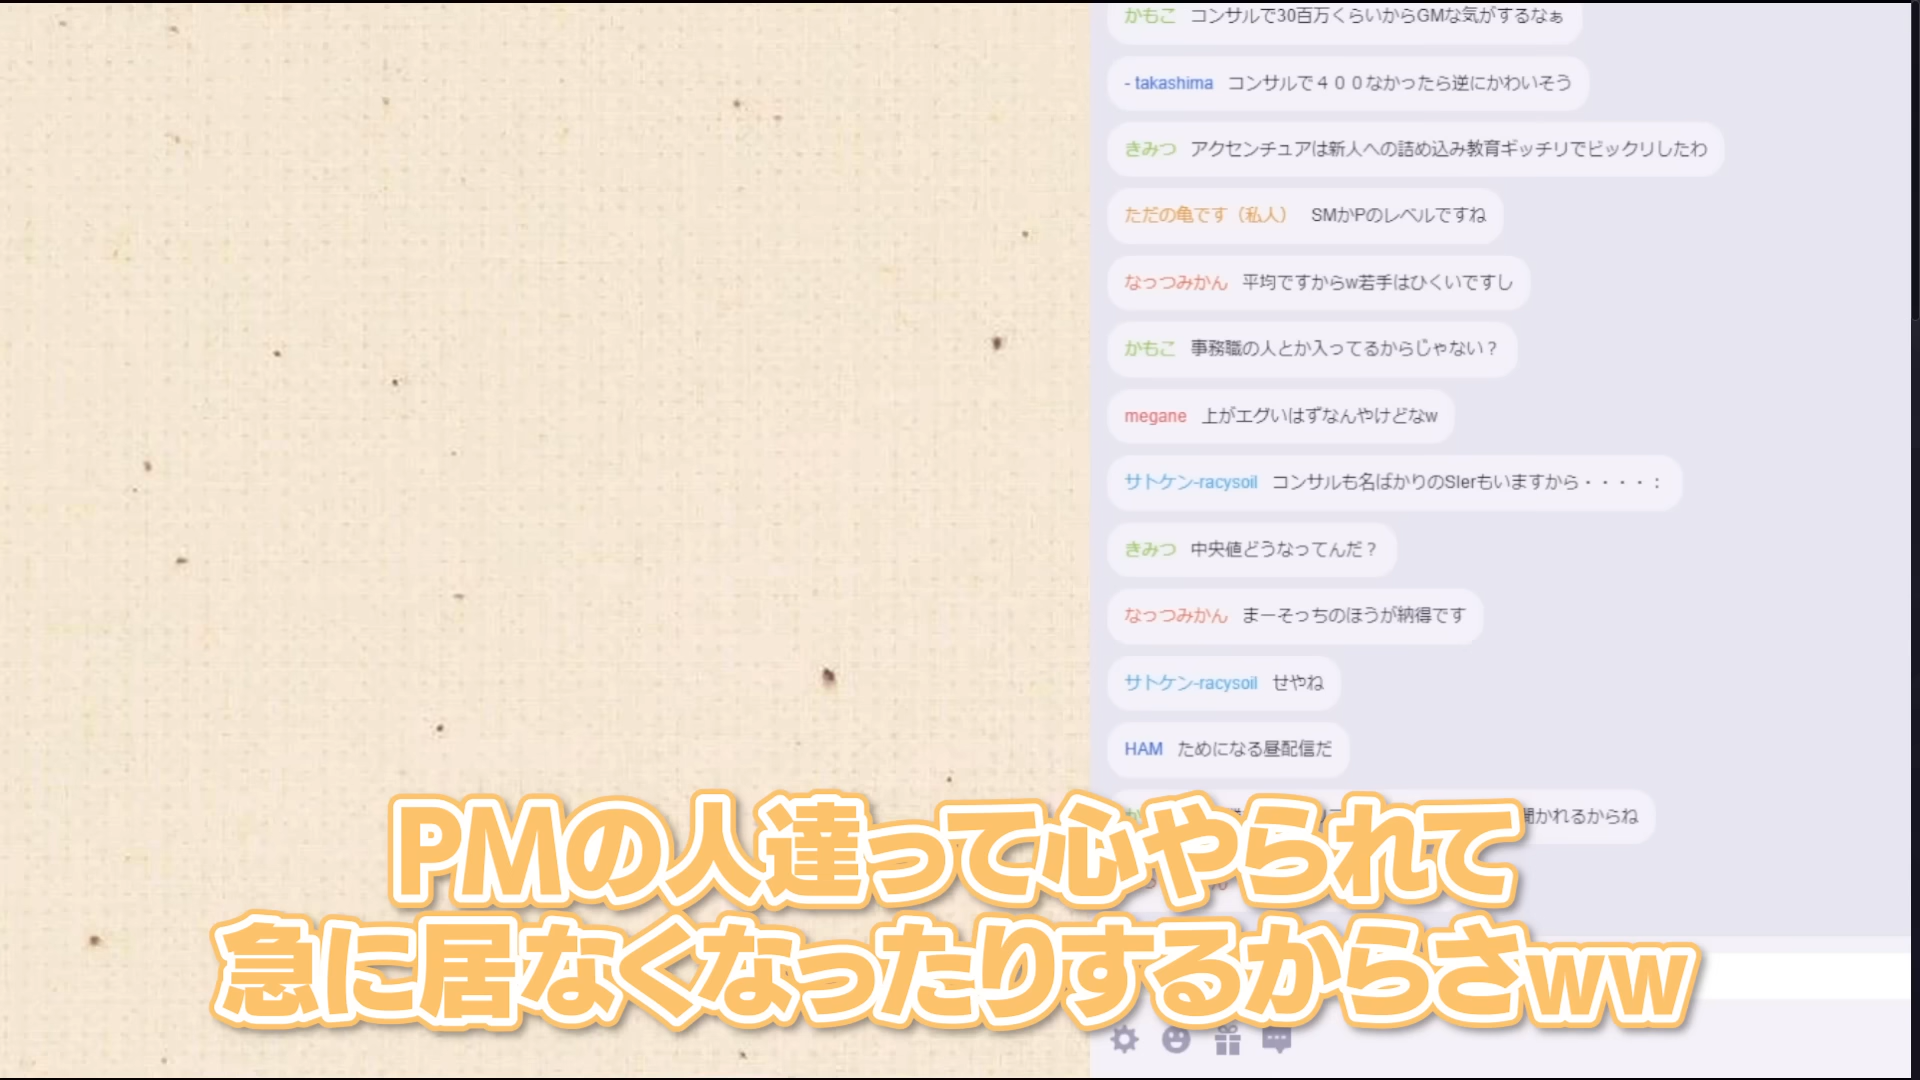 かもこ コンサルで30百万くらいからGMな気がするなぁ
- takashima コンサルで４００なかったら逆にかわいそう
きみつ アクセンチュアは新人への詰め込み教育ギッチリでビックリしたわ
ただの亀です（私人） SMかPのレベルですね
なっつみかん 平均ですからw若手はひくいですし
かもこ 事務職の人とか入ってるからじゃない？
megane 上がエグいはずなんやけどなw
サトケン-racysoil コンサルも名ばかりのSIerもいますから・・・・：
きみつ 中央値どうなってんだ？
なっつみかん まーそっちのほうが納得です
サトケン-racysoil せやね
HAM ためになる昼配信だ
聞かれるからね
PMの人達って心やられて
急に居なくなったりするからさww